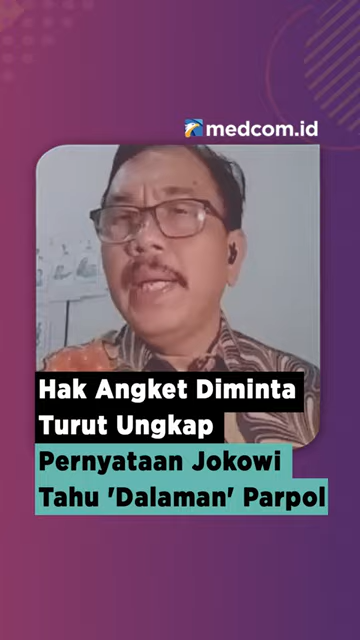 medcom.id
Hak Angket Diminta
Turut Ungkap
Pernyataan Jokowi
Tahu 'Dalaman' Parpol